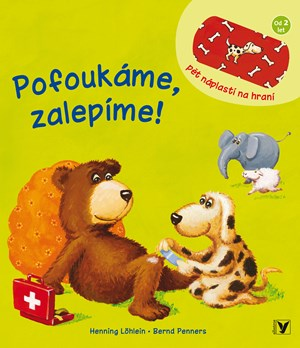 Od 2
let
Pět náplastí na hraní
Pofoukáme,
zalepíme!
Henning Löhlein · Bernd Penners